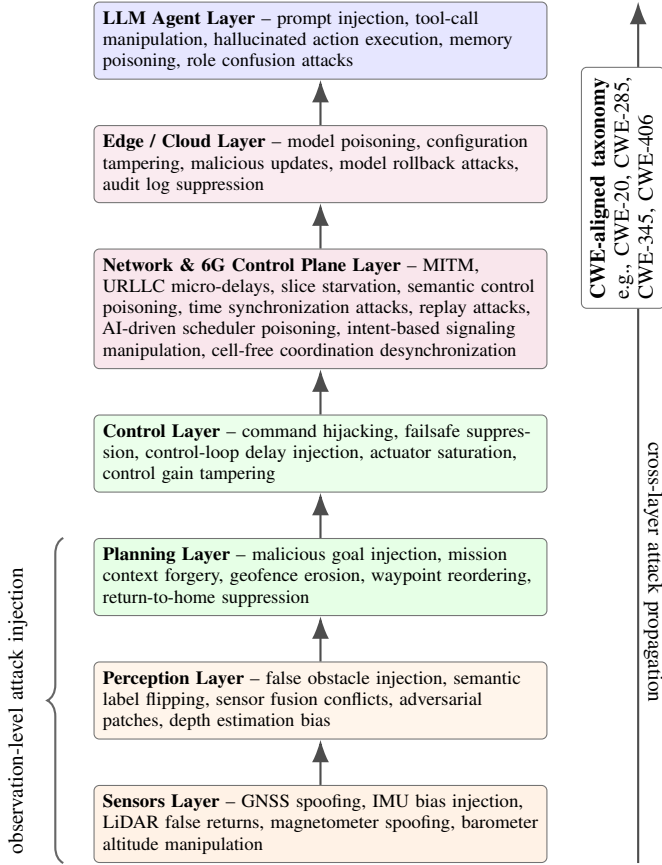 LLM Agent Layer – prompt injection, tool-call
manipulation, hallucinated action execution, memory
poisoning, role confusion attacks
Edge / Cloud Layer – model poisoning, configuration
tampering, malicious updates, model rollback attacks,
audit log suppression
Network & 6G Control Plane Layer – MITM,
URLLC micro-delays, slice starvation, semantic control
poisoning, time synchronization attacks, replay attacks,
AI-driven scheduler poisoning, intent-based signaling
manipulation, cell-free coordination desynchronization
Control Layer – command hijacking, failsafe suppres-
sion, control-loop delay injection, actuator saturation,
control gain tampering
Planning Layer – malicious goal injection, mission
context forgery, geofence erosion, waypoint reordering,
return-to-home suppression
Perception Layer – false obstacle injection, semantic
label flipping, sensor fusion conflicts, adversarial
patches, depth estimation bias
Sensors Layer – GNSS spoofing, IMU bias injection,
LiDAR false returns, magnetometer spoofing, barometer
altitude manipulation
observation-level attack injection
CWE-aligned taxonomy
e.g., CWE-20, CWE-285,
CWE-345, CWE-406
cross-layer attack propagation